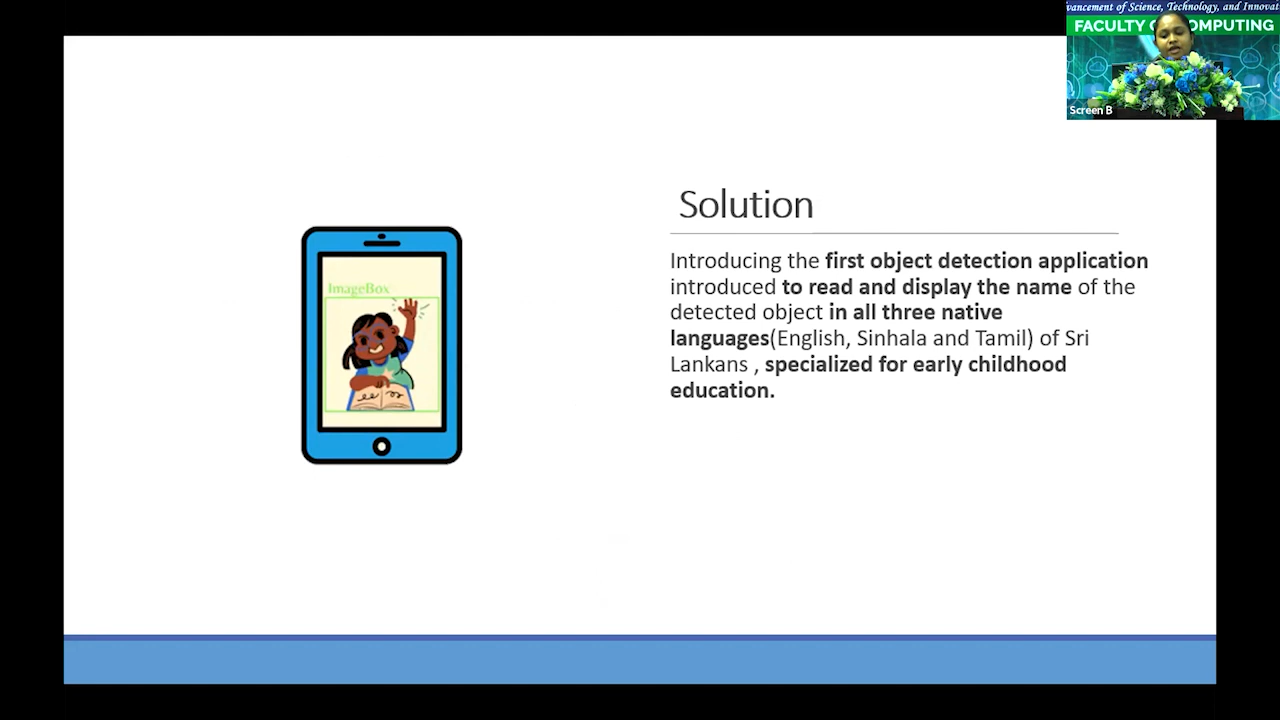 vancement of Science, Technology, and Innovat
FACULTY OMPUTING
Screen B
Solution
Introducing the first object detection application
introduced to read and display the name of the
detected object in all three native
languages(English, Sinhala and Tamil) of Sri
Lankans , specialized for early childhood
education.
ImageBox